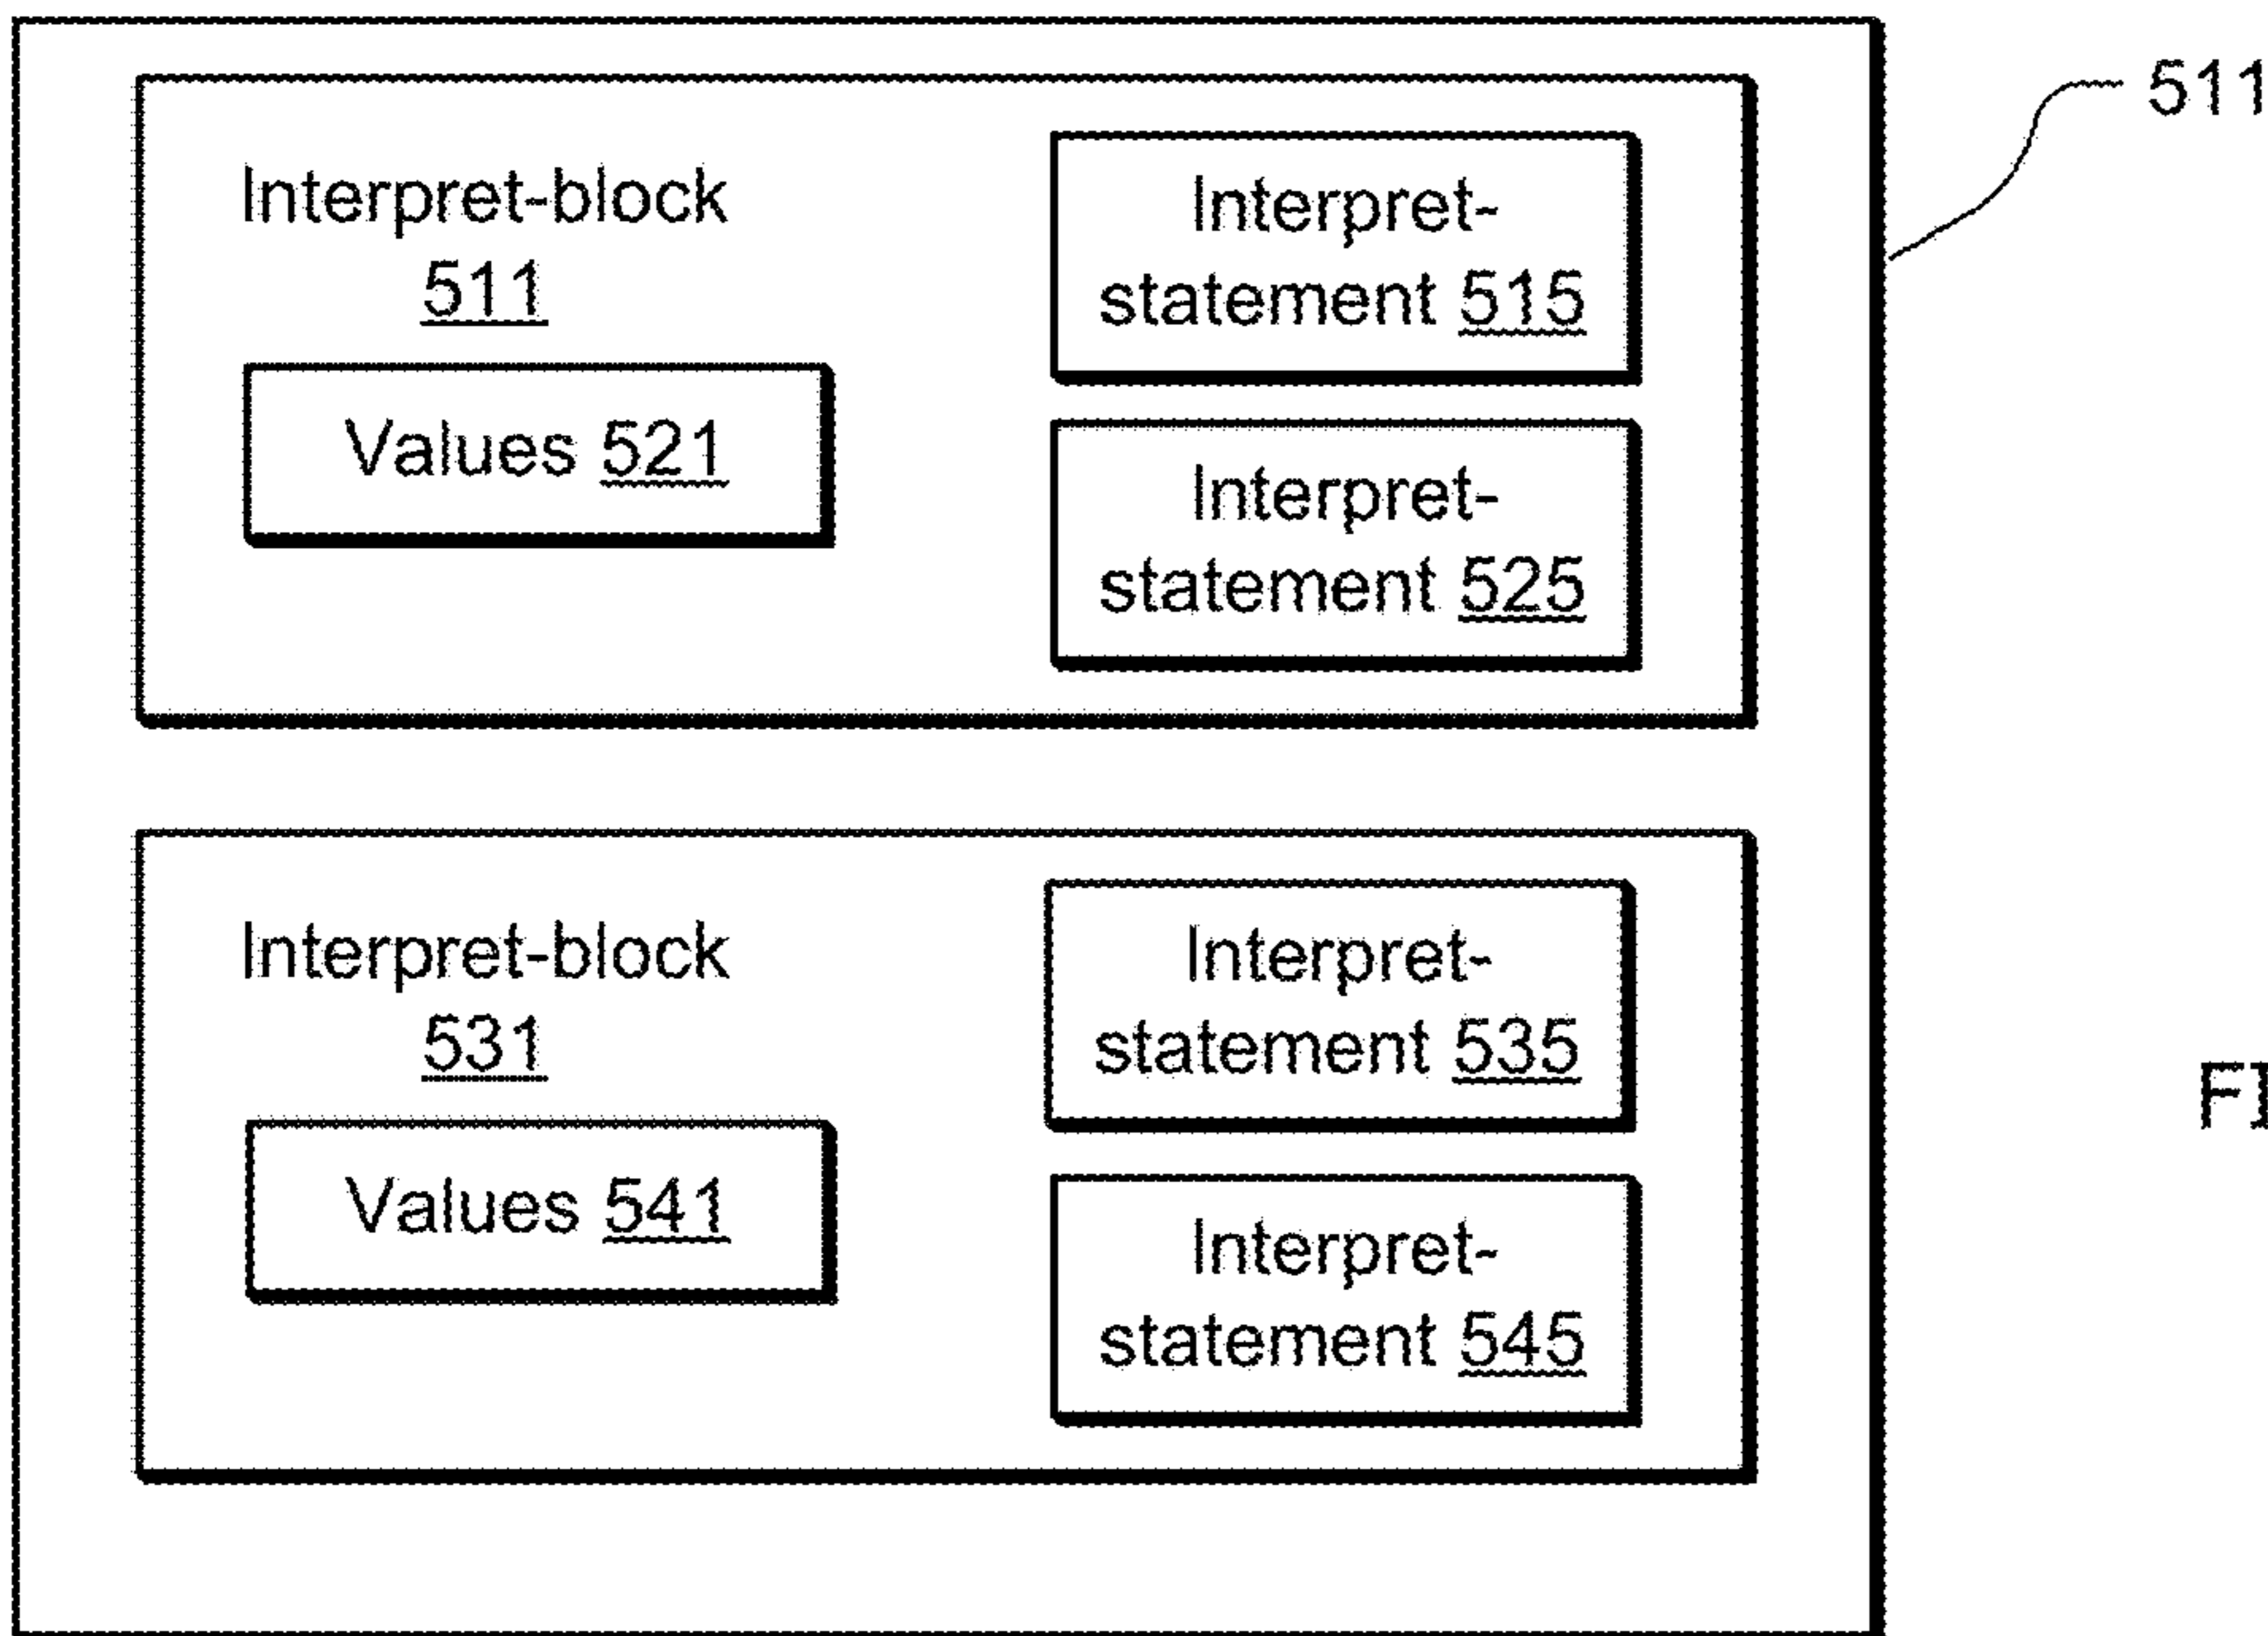 511
Interpret-block
511
Values 521
Interpret-
statement 515
Interpret-
statement 525
Interpret-block
531
Values 541
Interpret-
statement 535
Interpret-
statement 545